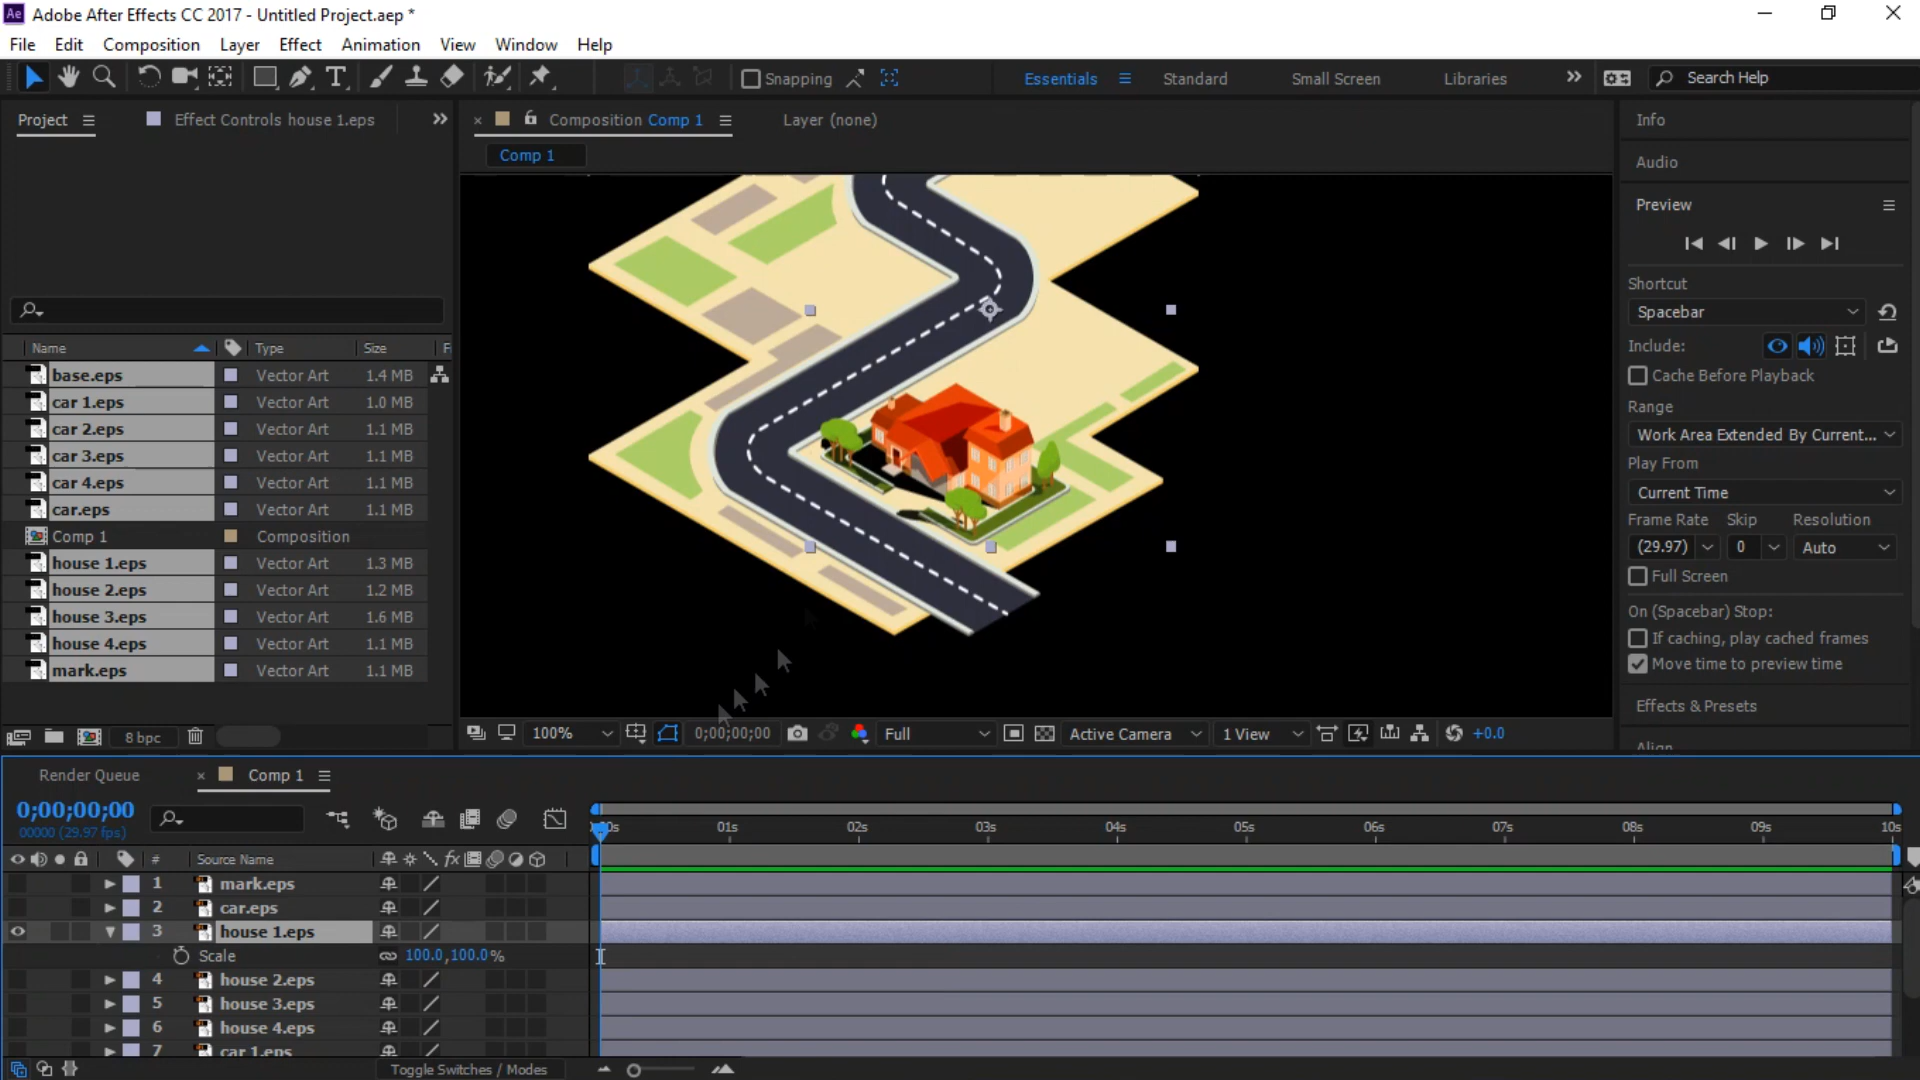 Ae Adobe After Effects CC 2017 - Untitled Project.aep *
File Edit Composition Layer Effect Animation View Window Help
Snapping Essentials Standard Small Screen Libraries Search Help
Project Effect Controls house 1.eps
Composition Comp 1 Layer (none)
Comp 1
Name Type Size F
base.eps Vector Art 1.4 MB
car 1.eps Vector Art 1.0 MB
car 2.eps Vector Art 1.1 MB
car 3.eps Vector Art 1.1 MB
car 4.eps Vector Art 1.1 MB
car.eps Vector Art 1.1 MB
Comp 1 Composition
house 1.eps Vector Art 1.3 MB
house 2.eps Vector Art 1.2 MB
house 3.eps Vector Art 1.6 MB
house 4.eps Vector Art 1.1 MB
mark.eps Vector Art 1.1 MB
8 bpc
100% 0;00;00;00 Full Active Camera 1 View +0.0
Info
Audio
Preview
Shortcut
Spacebar
Include:
Cache Before Playback
Range
Work Area Extended By Current...
Play From
Current Time
Frame Rate Skip Resolution
(29.97) 0 Auto
Full Screen
On (Spacebar) Stop:
If caching, play cached frames
Move time to preview time
Effects & Presets
Align
Render Queue Comp 1
0;00;00;00
00000 (29.97 fps)
01s 02s 03s 04s 05s 06s 07s 08s 09s 10s
# Source Name fx
1 mark.eps
2 car.eps
3 house 1.eps
Scale 100.0,100.0%
4 house 2.eps
5 house 3.eps
6 house 4.eps
7 car 1.eps
Toggle Switches / Modes